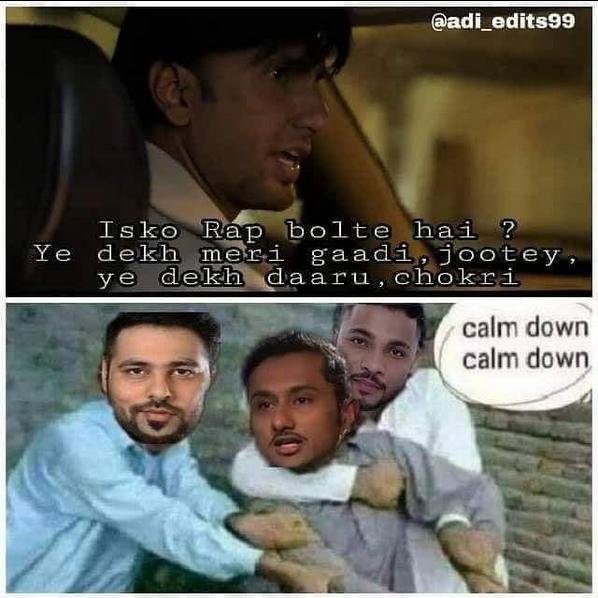 @adi_edits99
Isko Rap bolte hai ?
Ye dekh meri gaadi,jootey,
ye dekh daaru,chokri
calm down
calm down